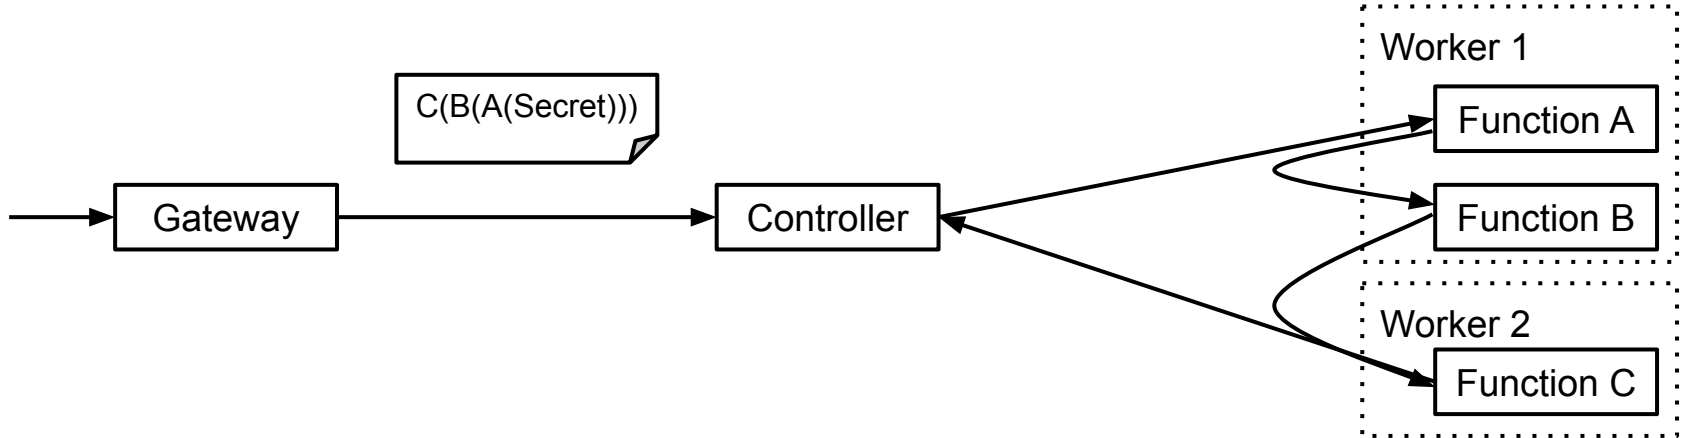 Worker 1
C(B(A(Secret)))
Function A
Gateway
Controller
Function B
Worker 2
Function C